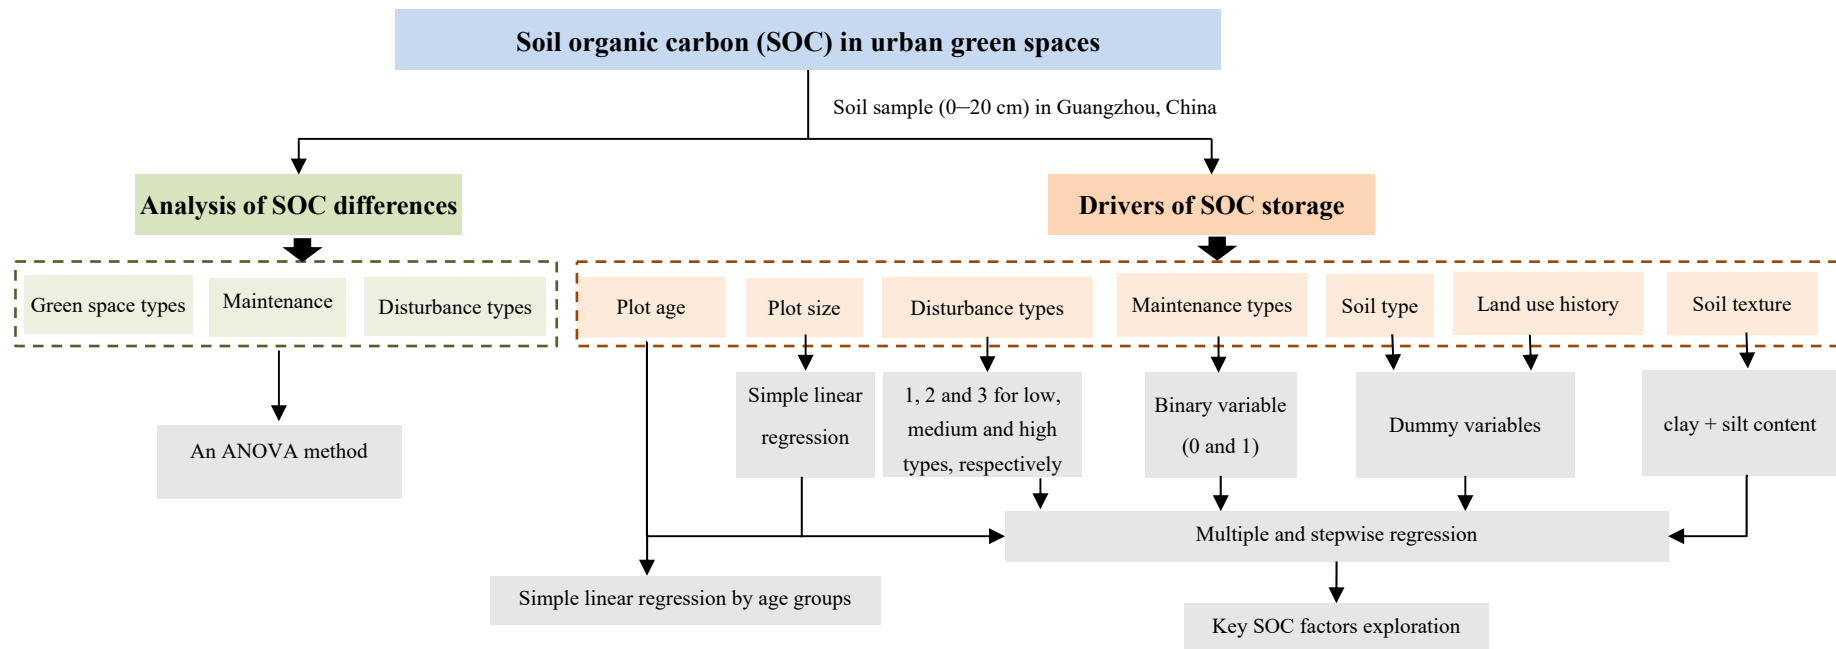 Soil organic carbon (SOC) in urban green spaces
Soil sample (0–20 cm) in Guangzhou, China
Analysis of SOC differences
Drivers of SOC storage
Green space types
Maintenance
Disturbance types
Plot age
Plot size
Disturbance types
Maintenance types
Soil type
Land use history
Soil texture
Simple linear
regression
1, 2 and 3 for low,
medium and high
types, respectively
Binary variable
(0 and 1)
Dummy variables
clay + silt content
An ANOVA method
Multiple and stepwise regression
Simple linear regression by age groups
Key SOC factors exploration